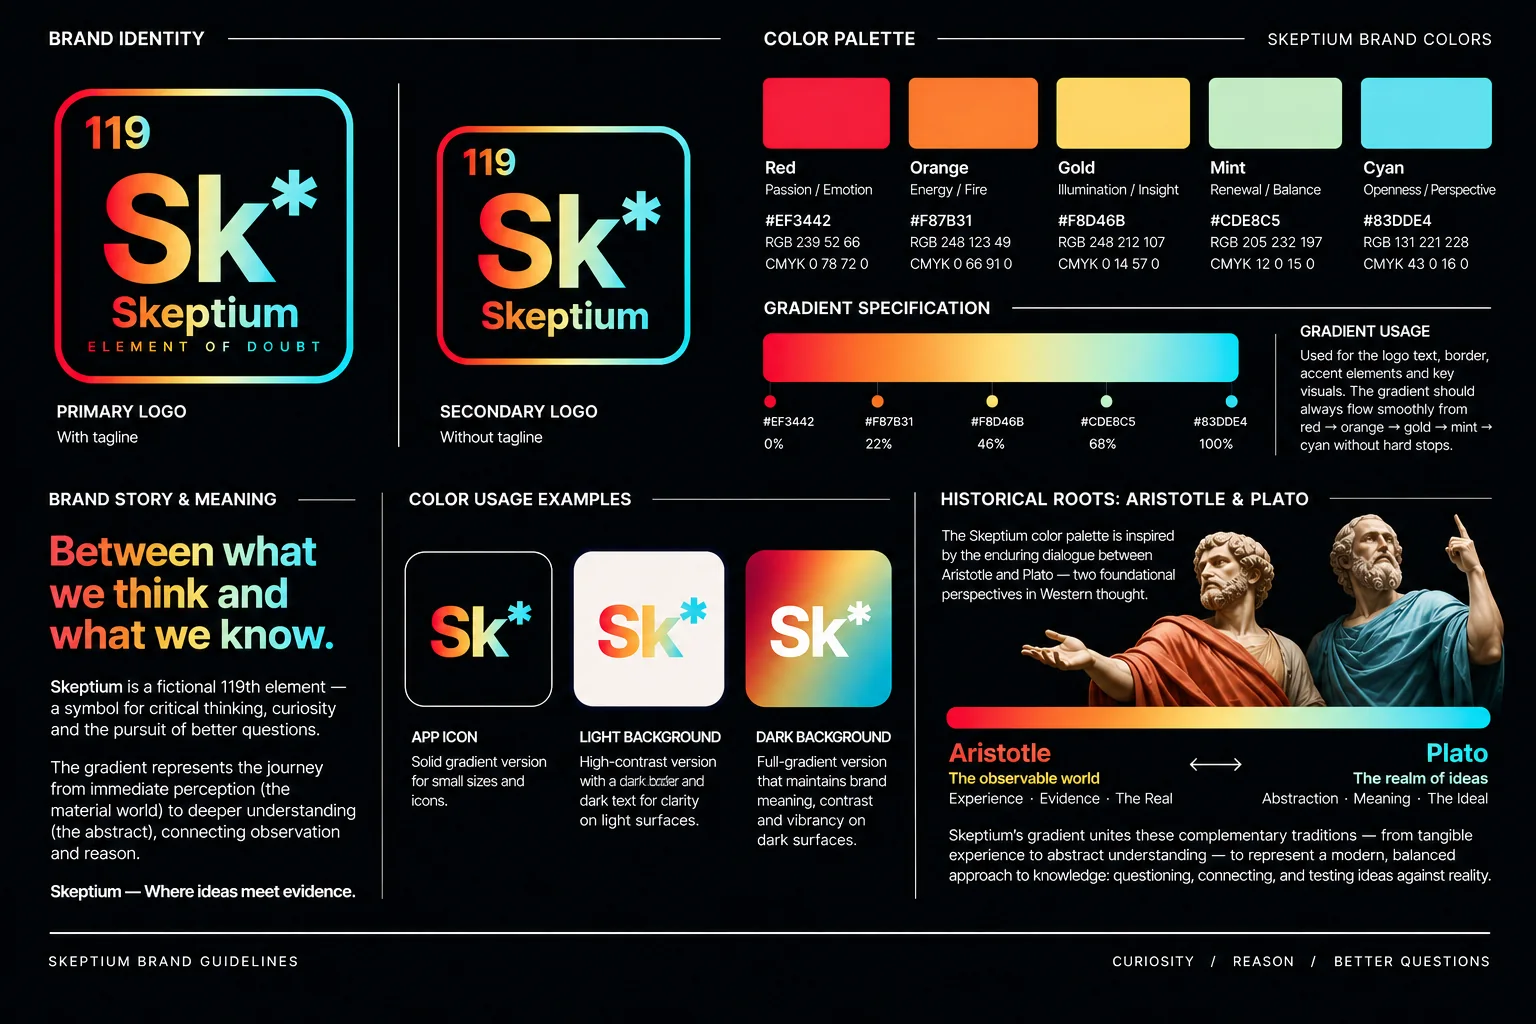 BRAND IDENTITY
119
Sk*
Skeptium
ELEMENT OF DOUBT
PRIMARY LOGO
With tagline
119
Sk*
Skeptium
SECONDARY LOGO
Without tagline
COLOR PALETTE
SKEPTIUM BRAND COLORS
Red
Passion / Emotion
#EF3442
RGB 239 52 66
CMYK 0 78 72 0
Orange
Energy / Fire
#F87B31
RGB 248 123 49
CMYK 0 66 91 0
Gold
Illumination / Insight
#F8D46B
RGB 248 212 107
CMYK 0 14 57 0
Mint
Renewal / Balance
#CDE8C5
RGB 205 232 197
CMYK 12 0 15 0
Cyan
Openness / Perspective
#83DDE4
RGB 131 221 228
CMYK 43 0 16 0
GRADIENT SPECIFICATION
#EF3442
0%
#F87B31
22%
#F8D46B
46%
#CDE8C5
68%
#83DDE4
100%
GRADIENT USAGE
Used for the logo text, border,
accent elements and key
visuals. The gradient should
always flow smoothly from
red → orange → gold → mint →
cyan without hard stops.
BRAND STORY & MEANING
Between what
we think and
what we know.
Skeptium is a fictional 119th element —
a symbol for critical thinking, curiosity
and the pursuit of better questions.
The gradient represents the journey
from immediate perception (the
material world) to deeper understanding
(the abstract), connecting observation
and reason.
Skeptium — Where ideas meet evidence.
COLOR USAGE EXAMPLES
Sk*
APP ICON
Solid gradient version
for small sizes and
icons.
Sk*
LIGHT BACKGROUND
High-contrast version
with a dark border and
dark text for clarity
on light surfaces.
Sk*
DARK BACKGROUND
Full-gradient version
that maintains brand
meaning, contrast
and vibrancy on
dark surfaces.
HISTORICAL ROOTS: ARISTOTLE & PLATO
The Skeptium color palette is inspired
by the enduring dialogue between
Aristotle and Plato — two foundational
perspectives in Western thought.
Aristotle
The observable world
Experience · Evidence · The Real
Plato
The realm of ideas
Abstraction · Meaning · The Ideal
Skeptium's gradient unites these complementary traditions — from tangible
experience to abstract understanding — to represent a modern, balanced
approach to knowledge: questioning, connecting, and testing ideas against reality.
SKEPTIUM BRAND GUIDELINES
CURIOSITY / REASON / BETTER QUESTIONS